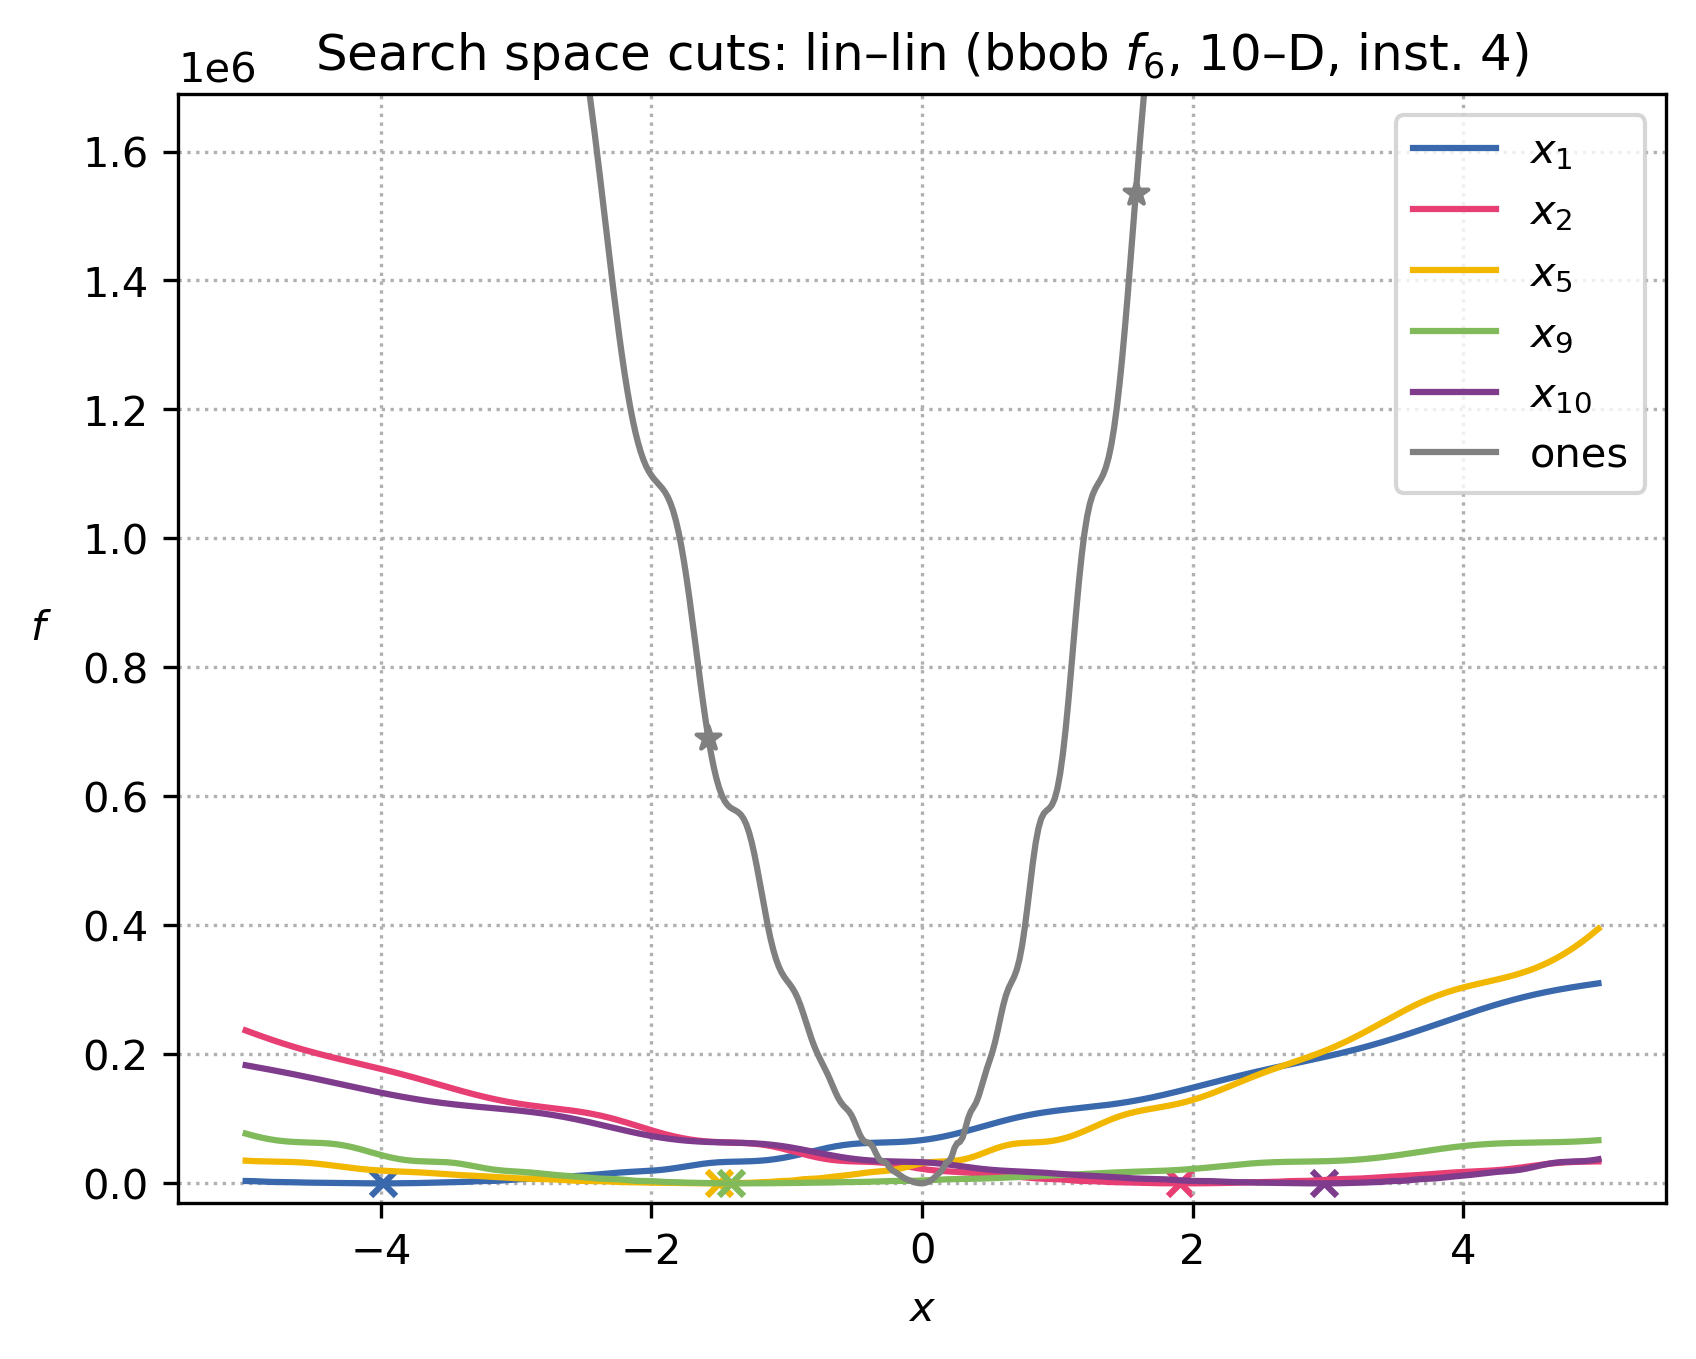 Search space cuts: lin–lin (bbob f6, 10–D, inst. 4)
1e6
1.6
1.4
1.2
1.0
0.8
0.6
0.4
0.2
0.0
f
−4 −2 0 2 4
x
x1
x2
x5
x9
x10
ones